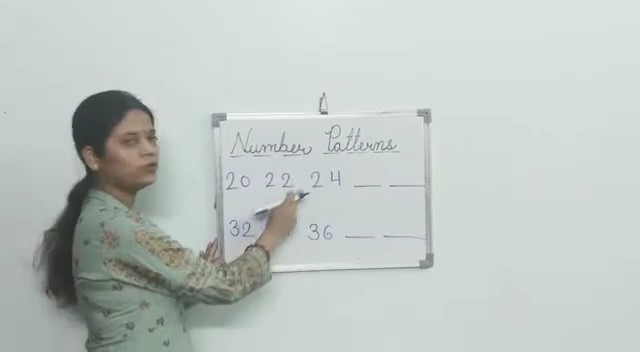 Number Patterns
20 22 24 __ __
32 36 __ __